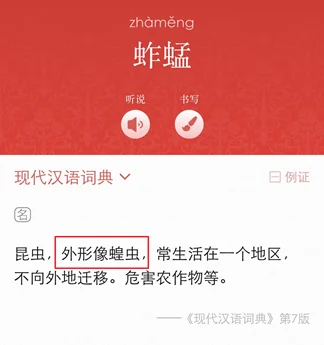 zhàměng
蚱蜢
听说 书写
现代汉语词典 例证
名
昆虫，外形像蝗虫，常生活在一个地区，
不向外地迁移。危害农作物等。
——《现代汉语词典》第7版